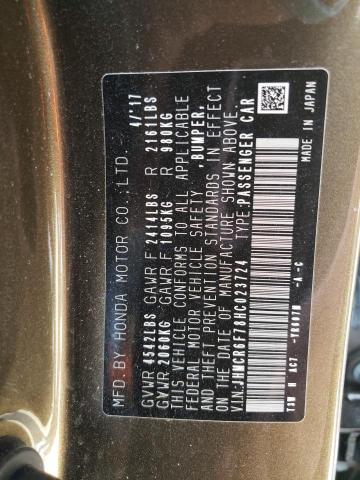 MFD. BY HONDA MOTOR CO., LTD. 4/'17
GVWR 4542LBS GAWR F 2414LBS R 2161LBS
GVWR 2060KG GAWR F 1095KG R 980KG
THIS VEHICLE CONFORMS TO ALL APPLICABLE
FEDERAL MOTOR VEHICLE SAFETY, BUMPER,
AND THEFT PREVENTION STANDARDS IN EFFECT
ON THE DATE OF MANUFACTURE SHOWN ABOVE.
V.I.N.:JHMCR6F78HC023724 TYPE:PASSENGER CAR
MADE IN JAPAN
-A -C